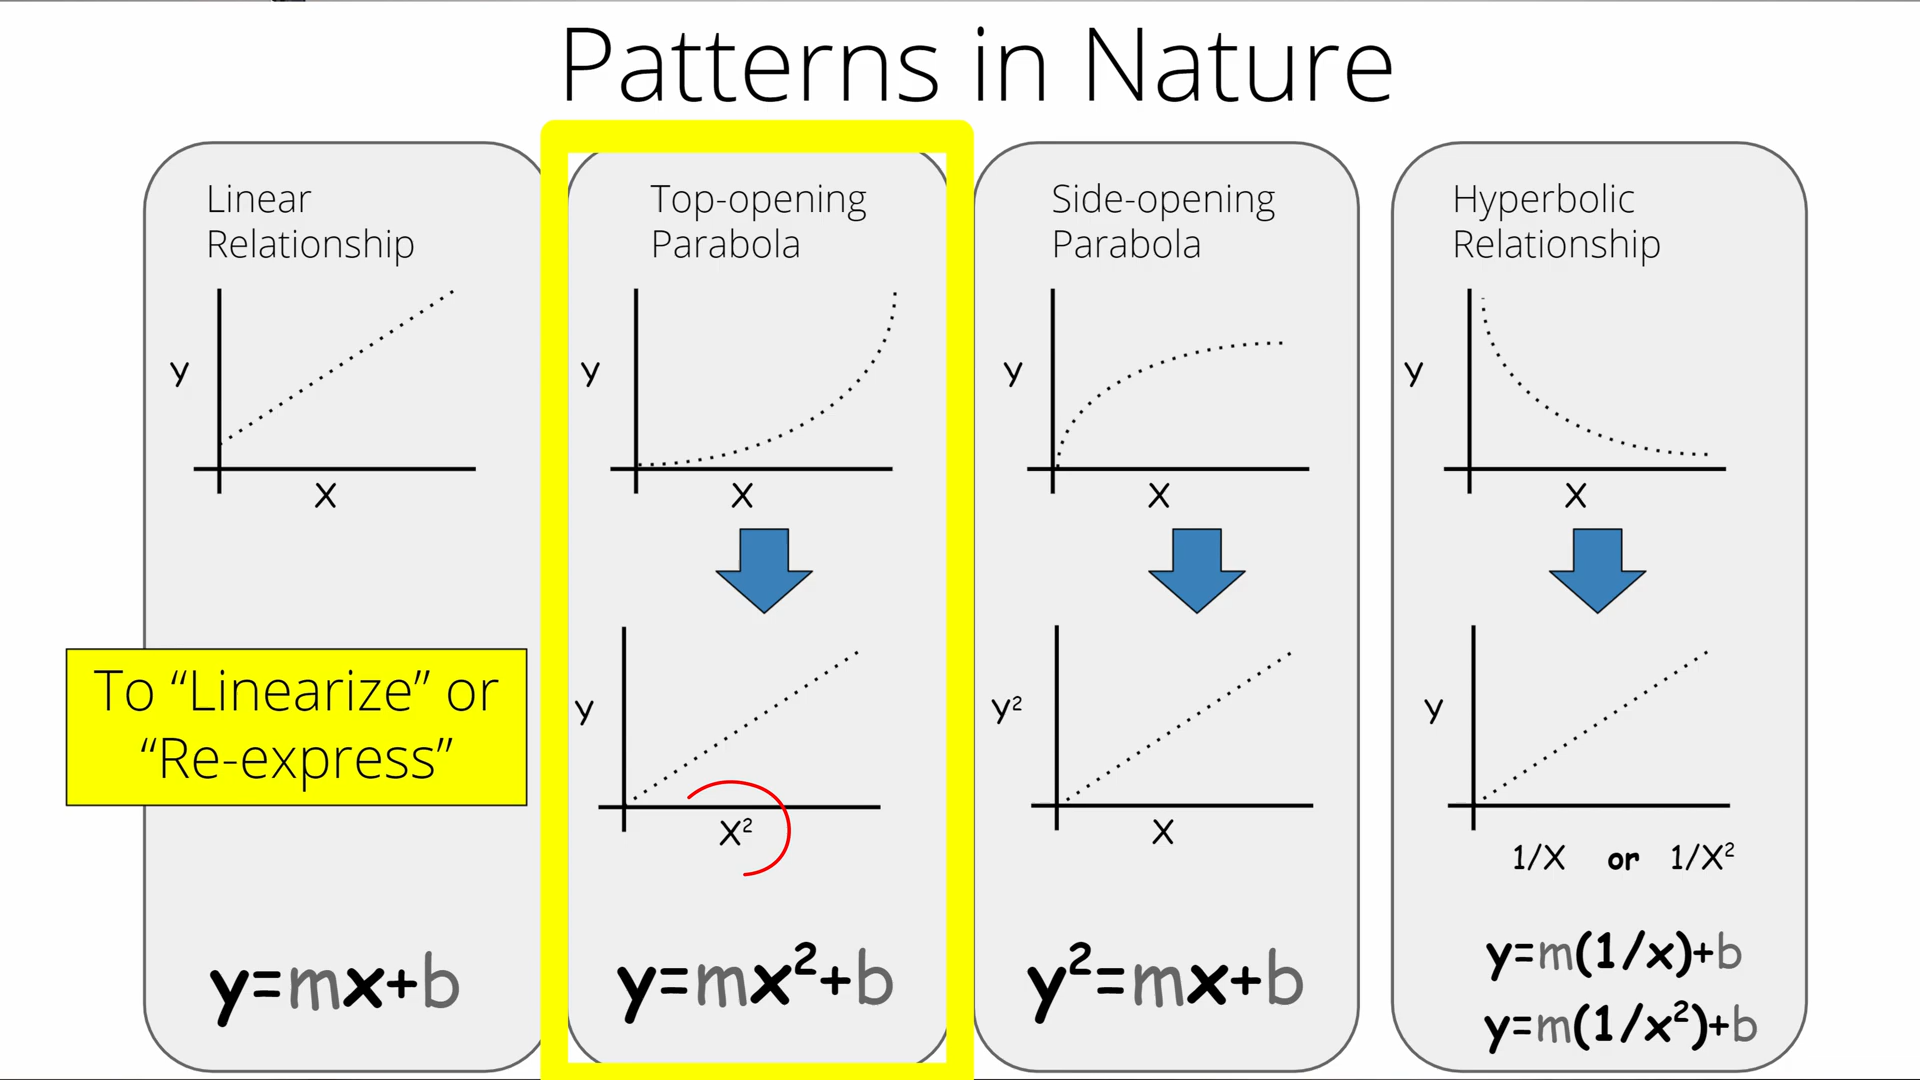 Patterns in Nature
Linear
Relationship
y
X
To “Linearize” or
“Re-express”
y=mx+b
Top-opening
Parabola
y
X
y
X²
y=mx²+b
Side-opening
Parabola
y
X
y²
X
y²=mx+b
Hyperbolic
Relationship
y
X
y
1/X or 1/X²
y=m(1/x)+b
y=m(1/x²)+b